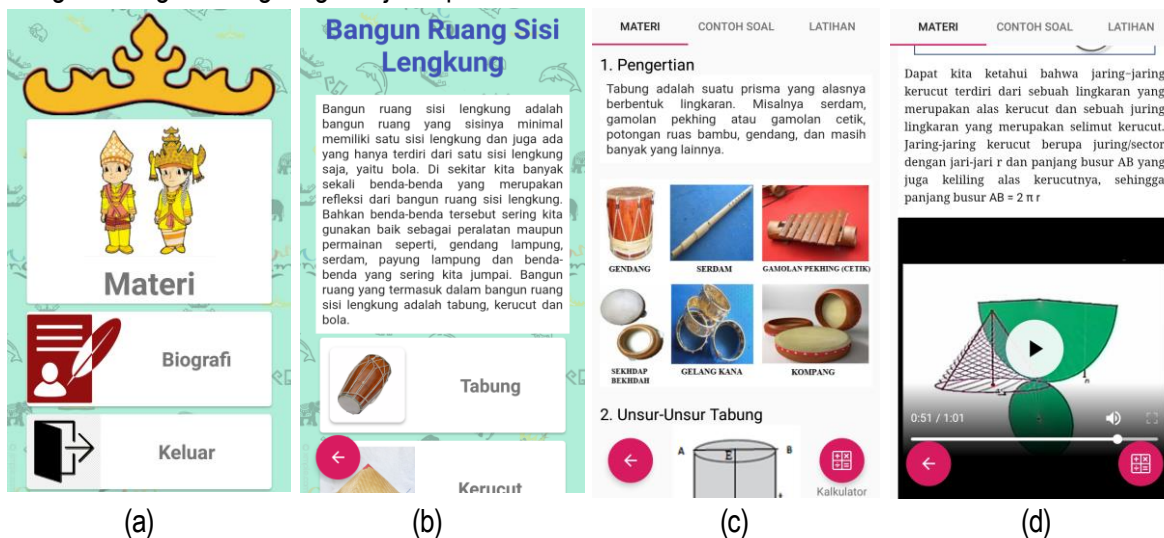 Materi
Biografi
Keluar
(a)
Bangun Ruang Sisi
Lengkung
Bangun ruang sisi lengkung adalah
bangun ruang yang sisinya minimal
memiliki satu sisi lengkung dan juga ada
yang hanya terdiri dari satu sisi lengkung
saja, yaitu bola. Di sekitar kita banyak
sekali benda-benda yang merupakan
refleksi dari bangun ruang sisi lengkung.
Bahkan benda-benda tersebut sering kita
gunakan baik sebagai peralatan maupun
permainan seperti, gendang lampung,
serdam, payung lampung dan benda-
benda yang sering kita jumpai. Bangun
ruang yang termasuk dalam bangun ruang
sisi lengkung adalah tabung, kerucut dan
bola.
Tabung
Kerucut
(b)
MATERI CONTOH SOAL LATIHAN
1. Pengertian
Tabung adalah suatu prisma yang alasnya
berbentuk lingkaran. Misalnya serdam,
gamolan pekhing atau gamolan cetik,
potongan ruas bambu, gendang, dan masih
banyak yang lainnya.
GENDANG SERDAM GAMOLAN PEKHING (CETIK)
SEKHDAP
BEKHDAH GELANG KANA KOMPANG
2. Unsur-Unsur Tabung
A E B
t
Kalkulator
(c)
MATERI CONTOH SOAL LATIHAN
Dapat kita ketahui bahwa jaring-jaring
kerucut terdiri dari sebuah lingkaran yang
merupakan alas kerucut dan sebuah juring
lingkaran yang merupakan selimut kerucut.
Jaring-jaring kerucut berupa juring/sector
dengan jari-jari r dan panjang busur AB yang
juga keliling alas kerucutnya, sehingga
panjang busur AB = 2 π r
0:51 / 1:01
(d)